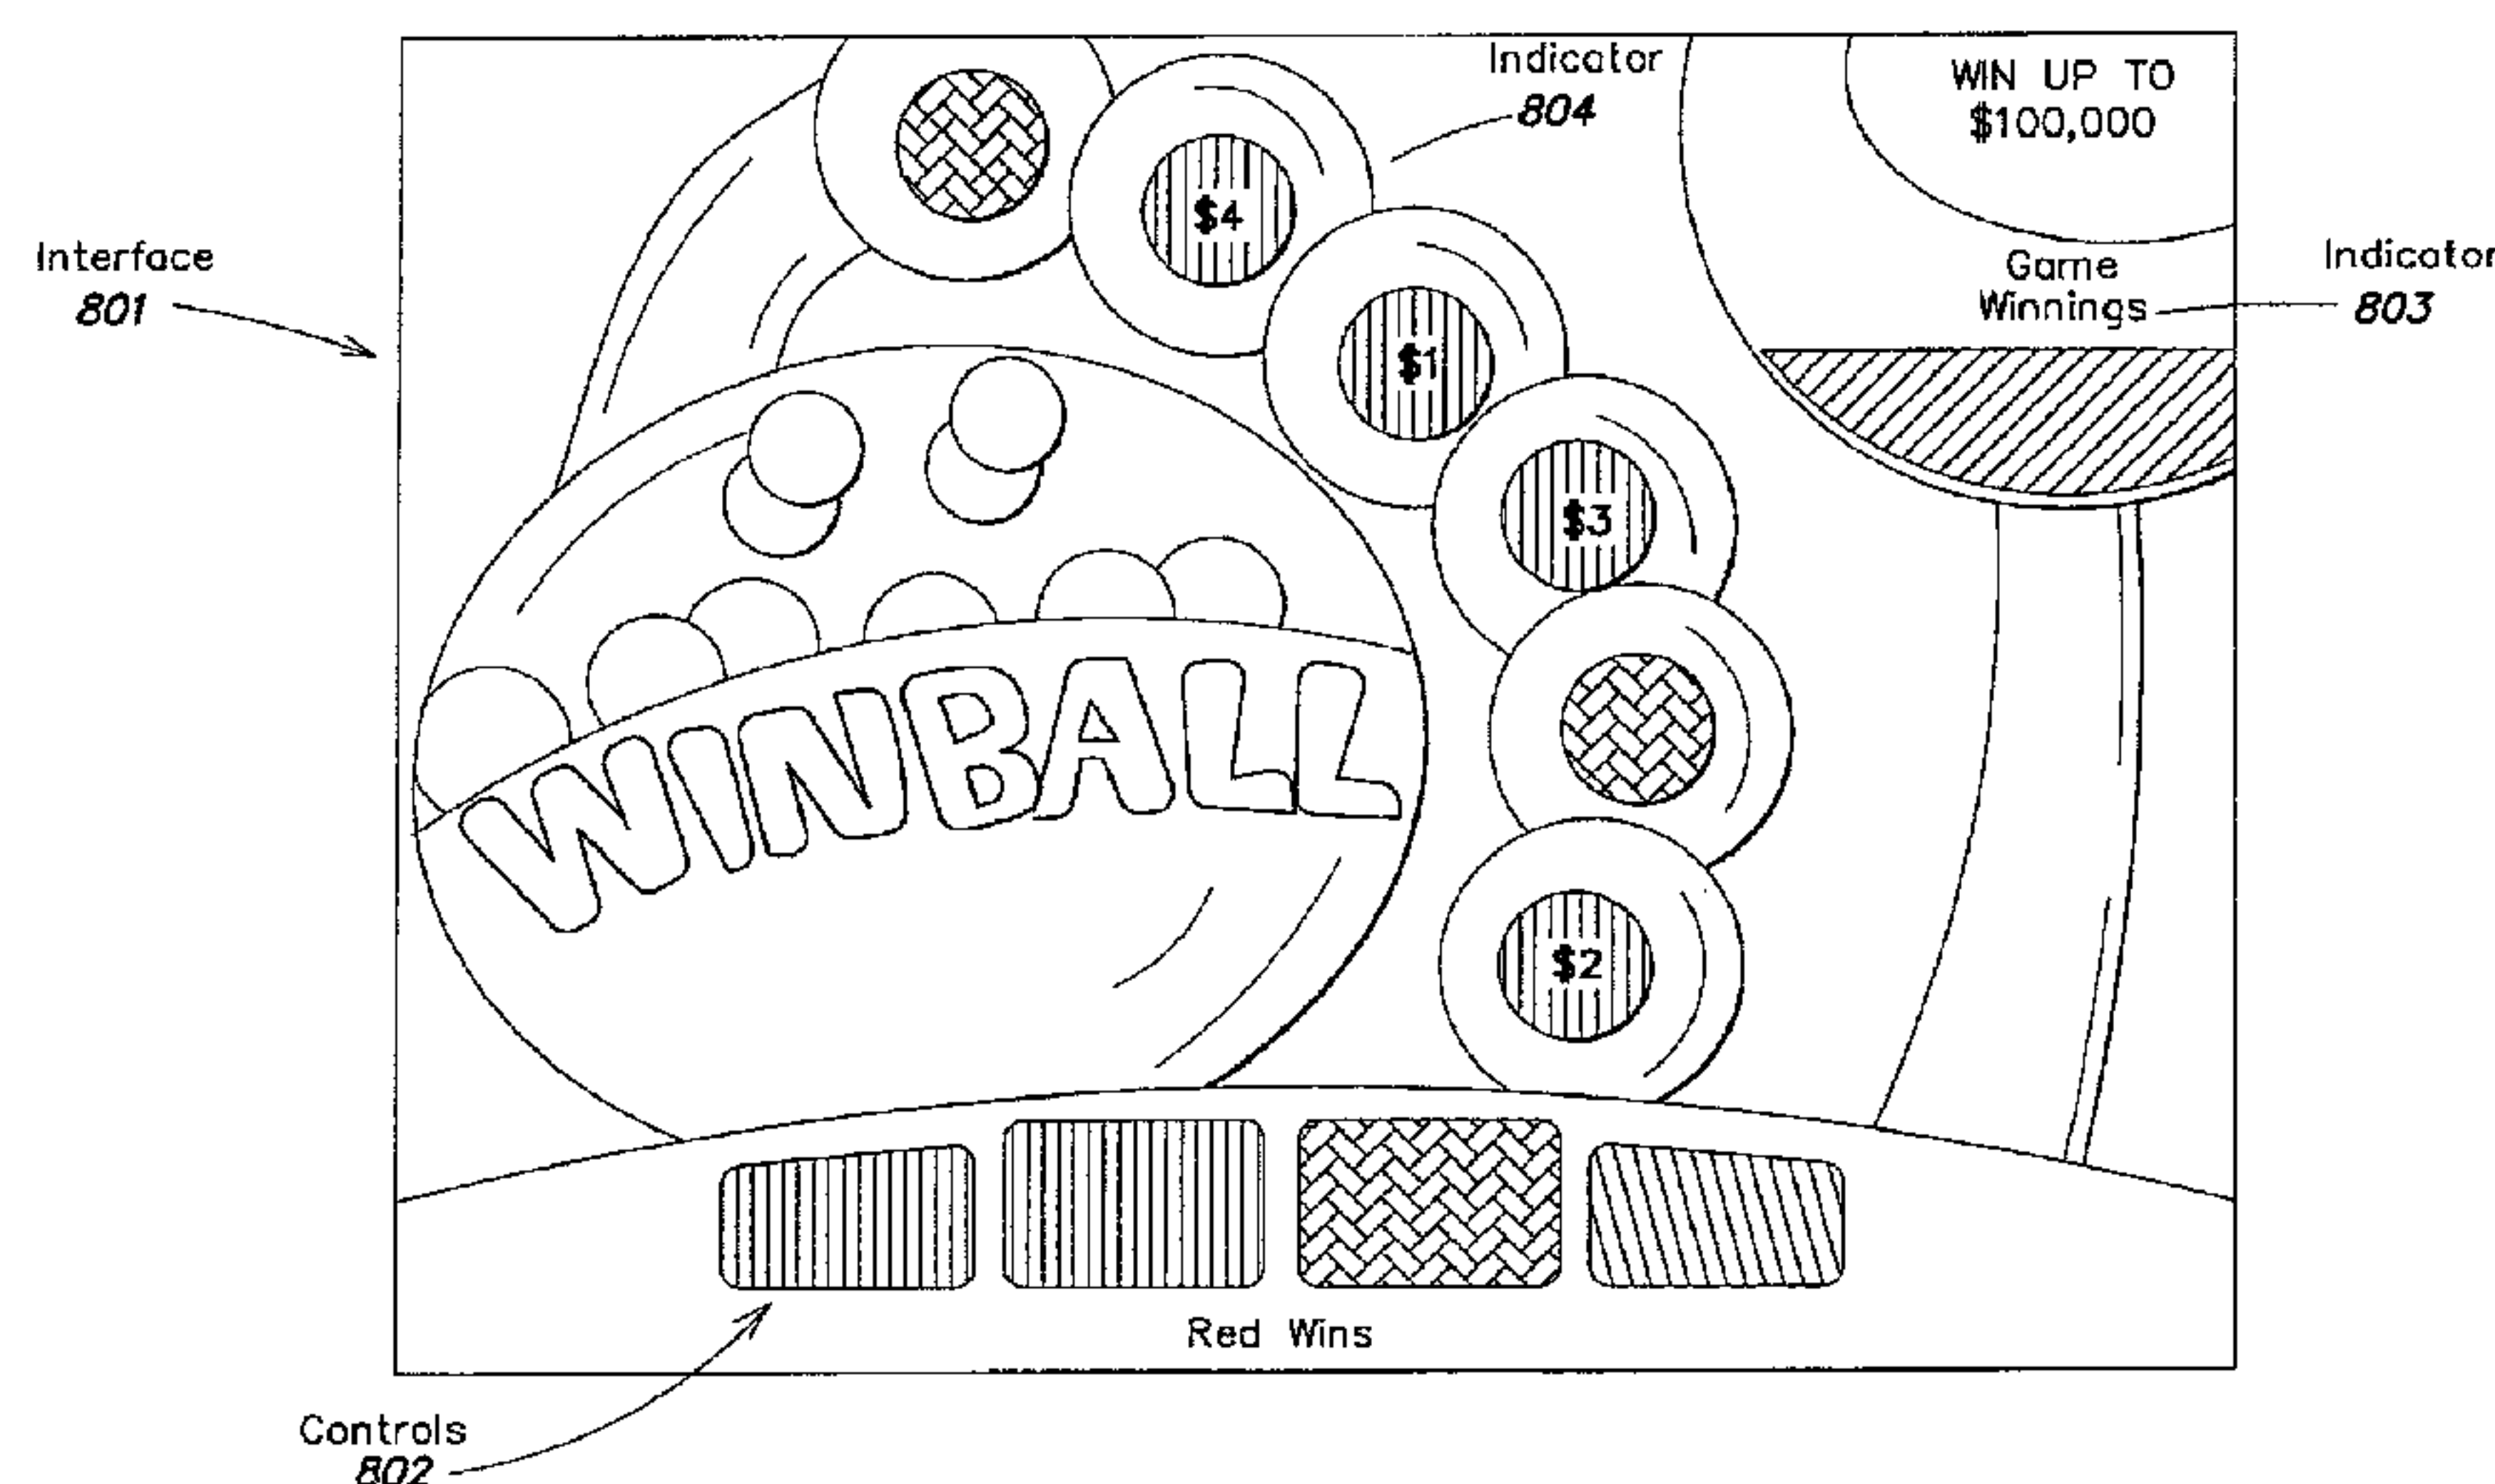 Indicator
804
WIN UP TO
$100,000
$4
Interface
801
Game
Winnings
Indicator
803
$1
$3
WINBALL
$2
Red Wins
Controls
802